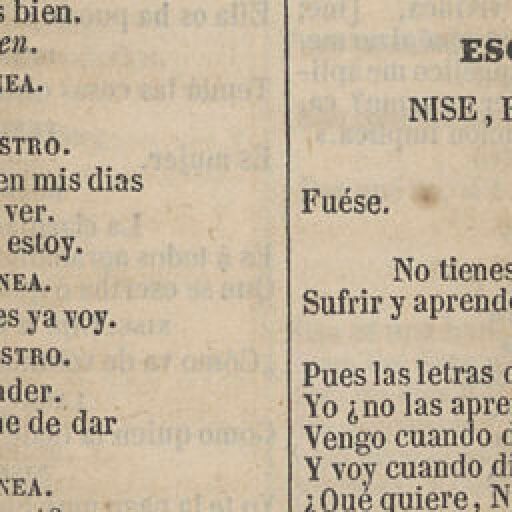 s bien.
en.
NEA.
STRO.
en mis dias
ver.
estoy.
NEA.
es ya voy.
STRO.
nder.
ne de dar
NEA.
ESC
NISE,
Fuése.
No tienes
Sufrir y aprende
Pues las letras
Yo ¿no las apre
Vengo cuando d
Y voy cuando di
¿Qué quiere, N